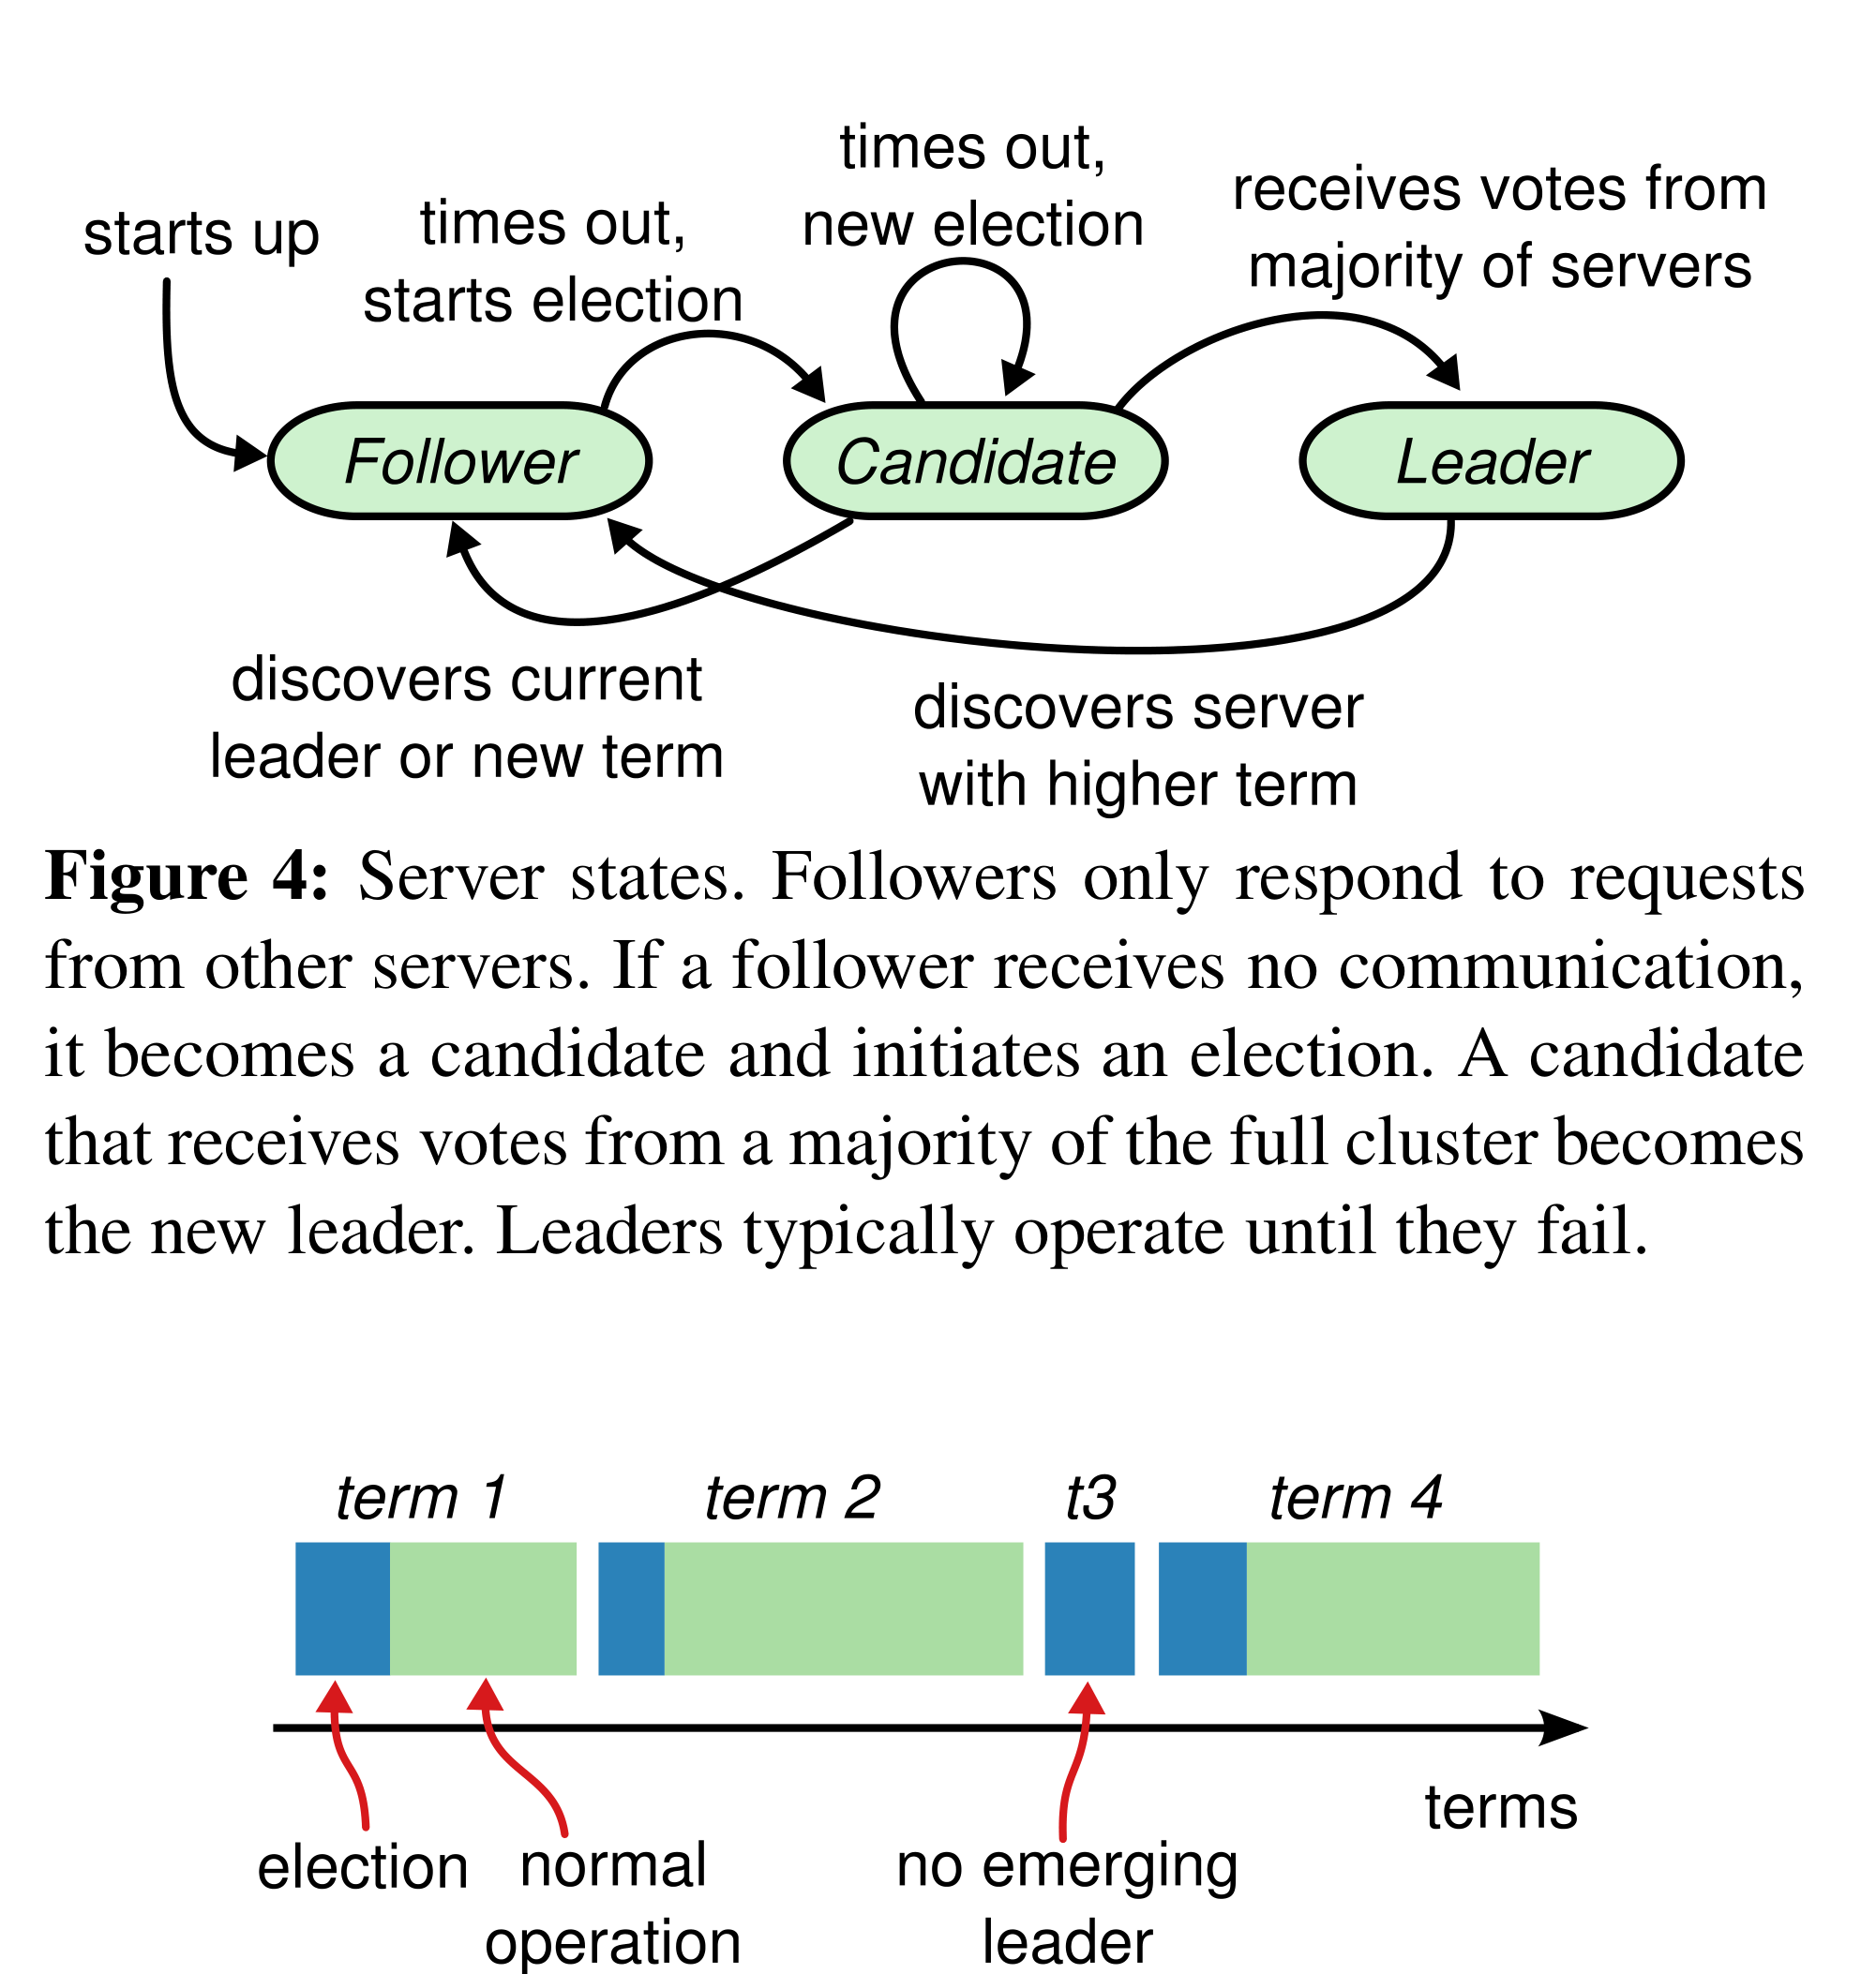 times out,
new election
receives votes from
majority of servers
starts up
times out,
starts election
Follower
Candidate
Leader
discovers current
leader or new term
discovers server
with higher term
Figure 4: Server states. Followers only respond to requests
from other servers. If a follower receives no communication,
it becomes a candidate and initiates an election. A candidate
that receives votes from a majority of the full cluster becomes
the new leader. Leaders typically operate until they fail.
term 1
term 2
t3
term 4
terms
election
normal
operation
no emerging
leader